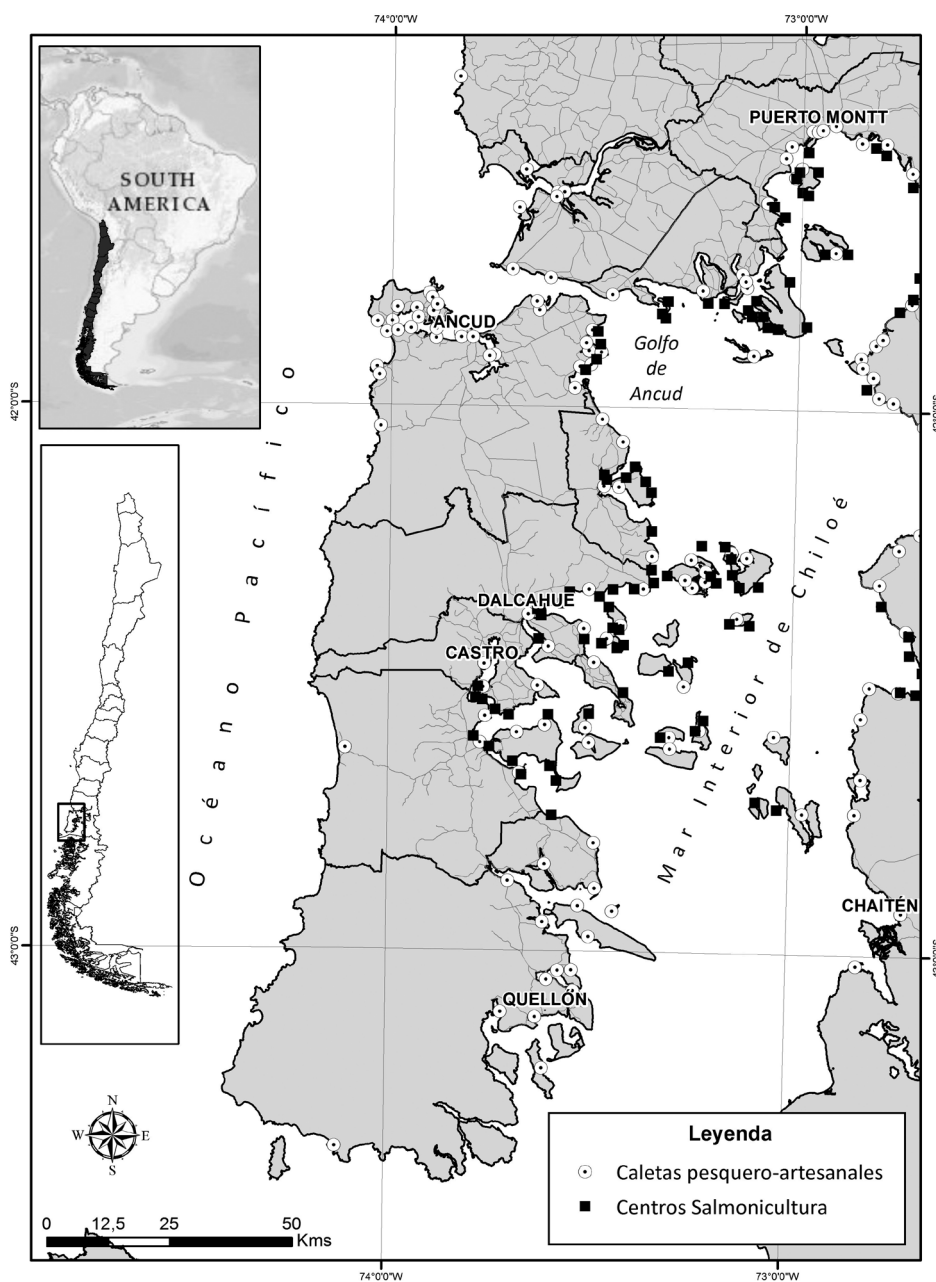 74°0'0"W
73°0'0"W
SOUTH
AMERICA
PUERTO MONTT
ANCUD
Golfo
de
Ancud
42°0'0"S
Océano Pacífico
Mar Interior de Chiloé
DALCAHUE
CASTRO
CHAITÉN
43°0'0"S
QUELLÓN
N
W
E
S
Leyenda
Caletas pesquero-artesanales
Centros Salmonicultura
0
12,5
25
50
Kms
74°0'0"W
73°0'0"W